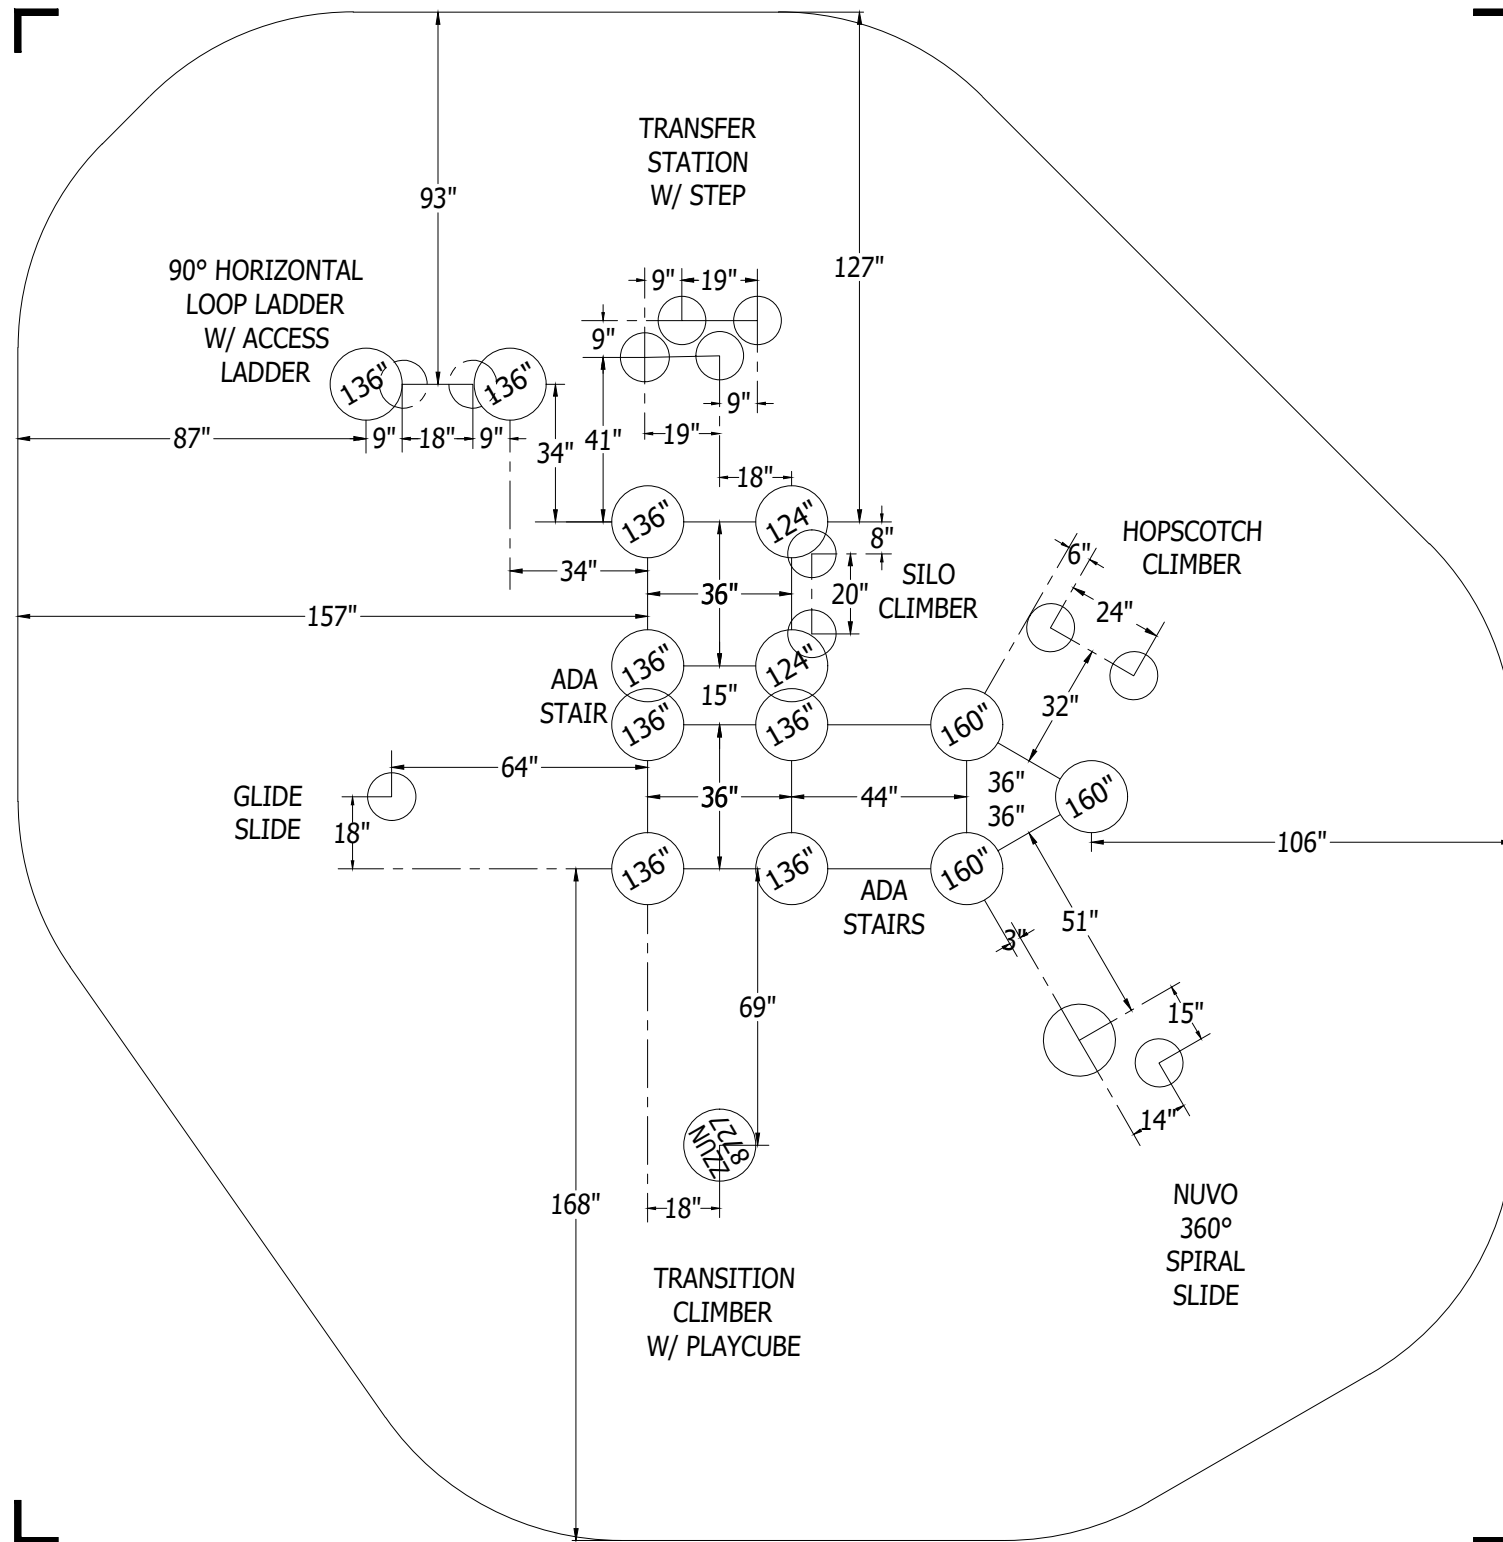 TRANSFER
STATION
W/ STEP
93"
127"
90° HORIZONTAL
LOOP LADDER
W/ ACCESS
LADDER
9"
19"
9"
136"
136"
9"
87"
9"
18"
9"
34"
41"
19"
18"
136"
124"
8"
HOPSCOTCH
CLIMBER
6"
34"
36"
20"
SILO
CLIMBER
24"
157"
136"
124"
ADA
STAIR
15"
32"
136"
136"
160"
64"
GLIDE
SLIDE
18"
36"
44"
36"
36"
160"
106"
136"
136"
160"
ADA
STAIRS
51"
3"
69"
15"
14"
ZZUN
8727
168"
18"
NUVO
360°
SPIRAL
SLIDE
TRANSITION
CLIMBER
W/ PLAYCUBE